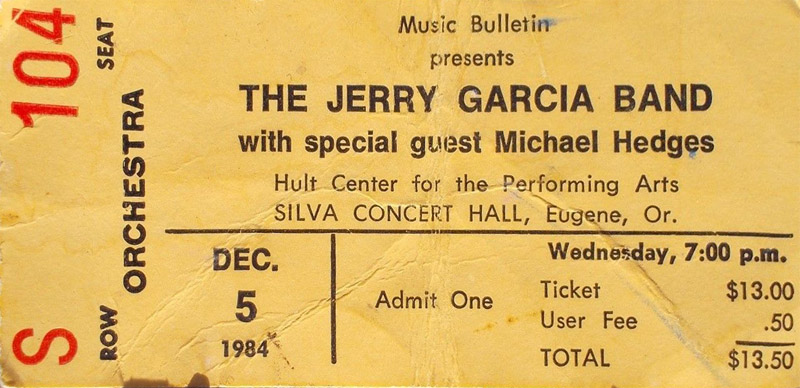 S 104
ROW ORCHESTRA SEAT
Music Bulletin
presents
THE JERRY GARCIA BAND
with special guest Michael Hedges
Hult Center for the Performing Arts
SILVA CONCERT HALL, Eugene, Or.
DEC.
5
1984
Admit One
Wednesday, 7:00 p.m.
Ticket $13.00
User Fee .50
TOTAL $13.50